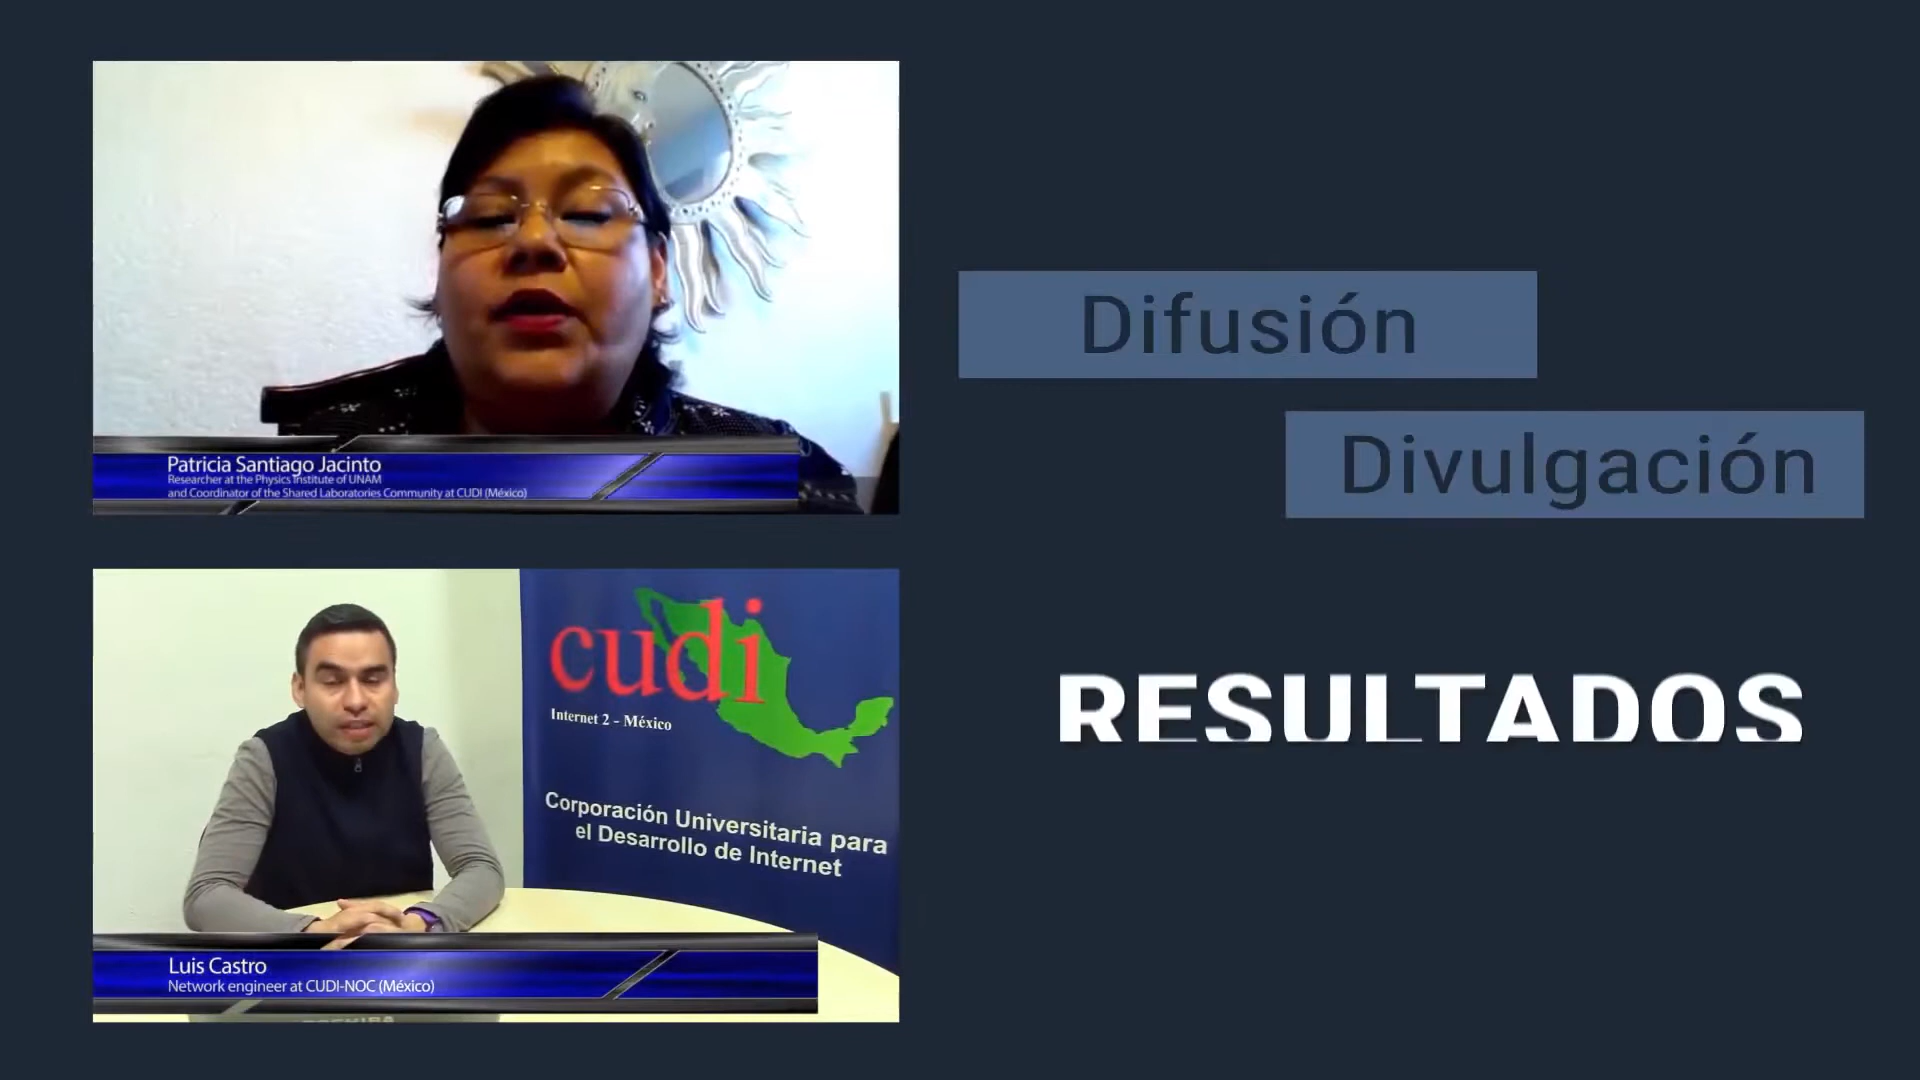 Patricia Santiago Jacinto
Researcher at the Physics Institute of UNAM
and Coordinator of the Shared Laboratories Community at CUDI (México)
Difusión
Divulgación
RESULTADOS
cudi
Internet 2 - México
Corporación Universitaria para
el Desarrollo de Internet
Luis Castro
Network engineer at CUDI-NOC (México)